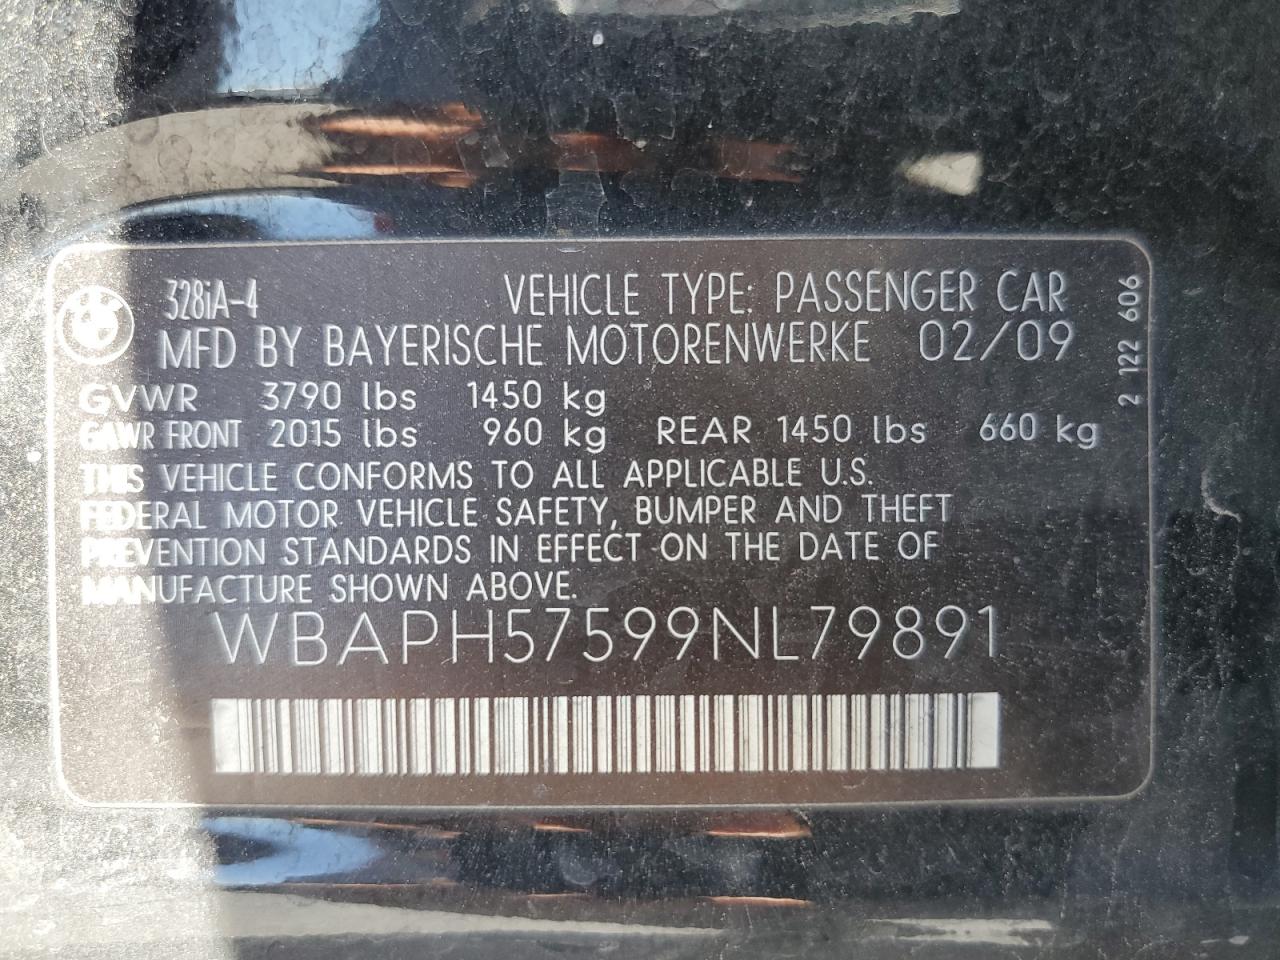 328iA-4 VEHICLE TYPE: PASSENGER CAR
MFD BY BAYERISCHE MOTORENWERKE 02/09
GVWR 3790 lbs 1450 kg
GAWR FRONT 2015 lbs 960 kg REAR 1450 lbs 660 kg
THIS VEHICLE CONFORMS TO ALL APPLICABLE U.S.
FEDERAL MOTOR VEHICLE SAFETY, BUMPER AND THEFT
PREVENTION STANDARDS IN EFFECT ON THE DATE OF
MANUFACTURE SHOWN ABOVE.
WBAPH57599NL79891
2 122 606